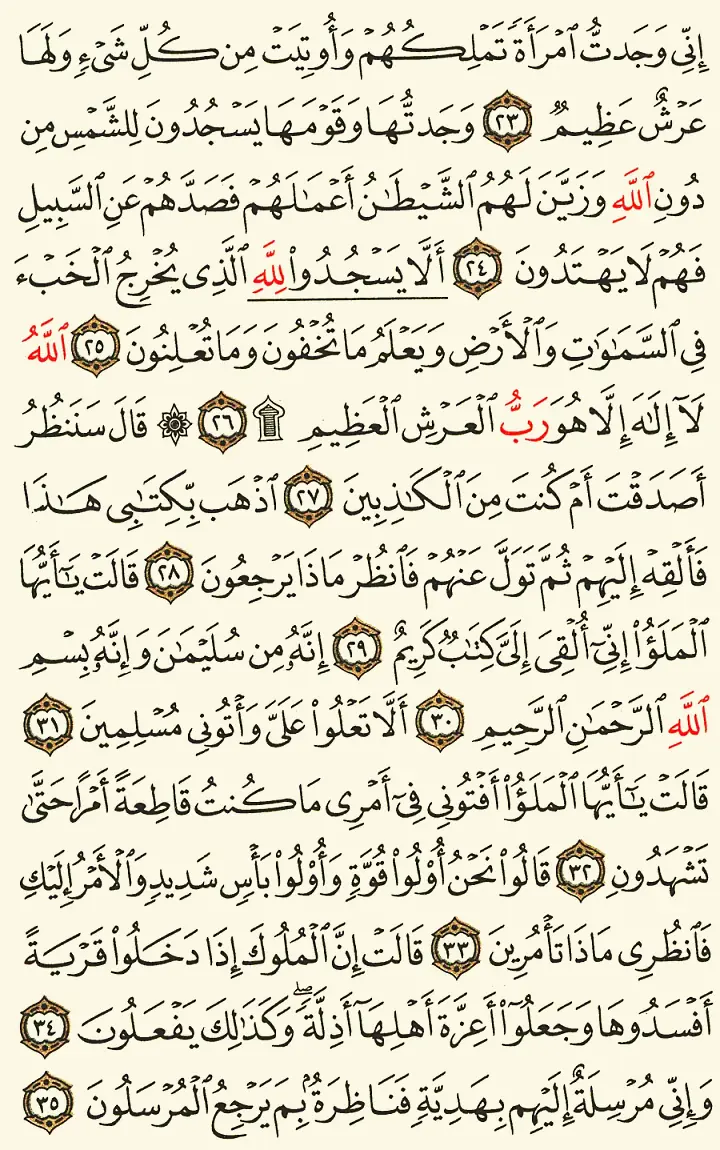 إِنِّي وَجَدتُّ ٱمۡرَأَةٗ تَمۡلِكُهُمۡ وَأُوتِيَتۡ مِن كُلِّ شَيۡءٖ وَلَهَا
عَرۡشٌ عَظِيمٞ ٢٣ وَجَدتُّهَا وَقَوۡمَهَا يَسۡجُدُونَ لِلشَّمۡسِ مِن
دُونِ ٱللَّهِ وَزَيَّنَ لَهُمُ ٱلشَّيۡطَٰنُ أَعۡمَٰلَهُمۡ فَصَدَّهُمۡ عَنِ ٱلسَّبِيلِ
فَهُمۡ لَا يَهۡتَدُونَ ٢٤ أَلَّاۤ يَسۡجُدُواْ لِلَّهِ ٱلَّذِي يُخۡرِجُ ٱلۡخَبۡءَ
فِي ٱلسَّمَٰوَٰتِ وَٱلۡأَرۡضِ وَيَعۡلَمُ مَا تُخۡفُونَ وَمَا تُعۡلِنُونَ ٢٥ ٱللَّهُ
لَآ إِلَٰهَ إِلَّا هُوَ رَبُّ ٱلۡعَرۡشِ ٱلۡعَظِيمِ ۩ ٢٦ ۞ قَالَ سَنَنظُرُ
أَصَدَقۡتَ أَمۡ كُنتَ مِنَ ٱلۡكَٰذِبِينَ ٢٧ ٱذۡهَب بِّكِتَٰبِي هَٰذَا
فَأَلۡقِهۡ إِلَيۡهِمۡ ثُمَّ تَوَلَّ عَنۡهُمۡ فَٱنظُرۡ مَاذَا يَرۡجِعُونَ ٢٨ قَالَتۡ يَٰٓأَيُّهَا
ٱلۡمَلَؤُاْ إِنِّيٓ أُلۡقِيَ إِلَيَّ كِتَٰبٞ كَرِيمٌ ٢٩ إِنَّهُۥ مِن سُلَيۡمَٰنَ وَإِنَّهُۥ بِسۡمِ
ٱللَّهِ ٱلرَّحۡمَٰنِ ٱلرَّحِيمِ ٣٠ أَلَّا تَعۡلُواْ عَلَيَّ وَأۡتُونِي مُسۡلِمِينَ ٣١
قَالَتۡ يَٰٓأَيُّهَا ٱلۡمَلَؤُاْ أَفۡتُونِي فِيٓ أَمۡرِي مَا كُنتُ قَاطِعَةً أَمۡرًا حَتَّىٰ
تَشۡهَدُونِ ٣٢ قَالُواْ نَحۡنُ أُوْلُواْ قُوَّةٖ وَأُوْلُواْ بَأۡسٖ شَدِيدٖ وَٱلۡأَمۡرُ إِلَيۡكِ
فَٱنظُرِي مَاذَا تَأۡمُرِينَ ٣٣ قَالَتۡ إِنَّ ٱلۡمُلُوكَ إِذَا دَخَلُواْ قَرۡيَةً
أَفۡسَدُوهَا وَجَعَلُوٓاْ أَعِزَّةَ أَهۡلِهَآ أَذِلَّةٗۖ وَكَذَٰلِكَ يَفۡعَلُونَ ٣٤
وَإِنِّي مُرۡسِلَةٌ إِلَيۡهِم بِهَدِيَّةٖ فَنَاظِرَةُۢ بِمَ يَرۡجِعُ ٱلۡمُرۡسَلُونَ ٣٥